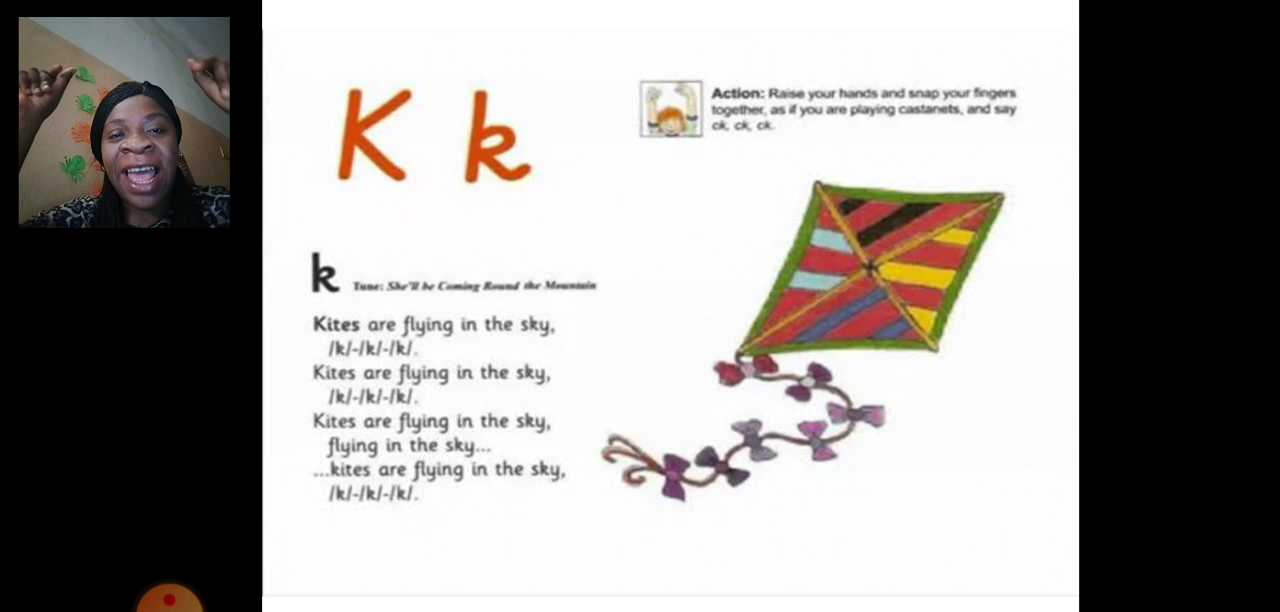 K k
Action: Raise your hands and snap your fingers
together, as if you are playing castanets, and say
ck, ck, ck.
k Tune: She'll be Coming Round the Mountain
Kites are flying in the sky,
/k/-/k/-/k/.
Kites are flying in the sky,
/k/-/k/-/k/.
Kites are flying in the sky,
flying in the sky...
...kites are flying in the sky,
/k/-/k/-/k/.